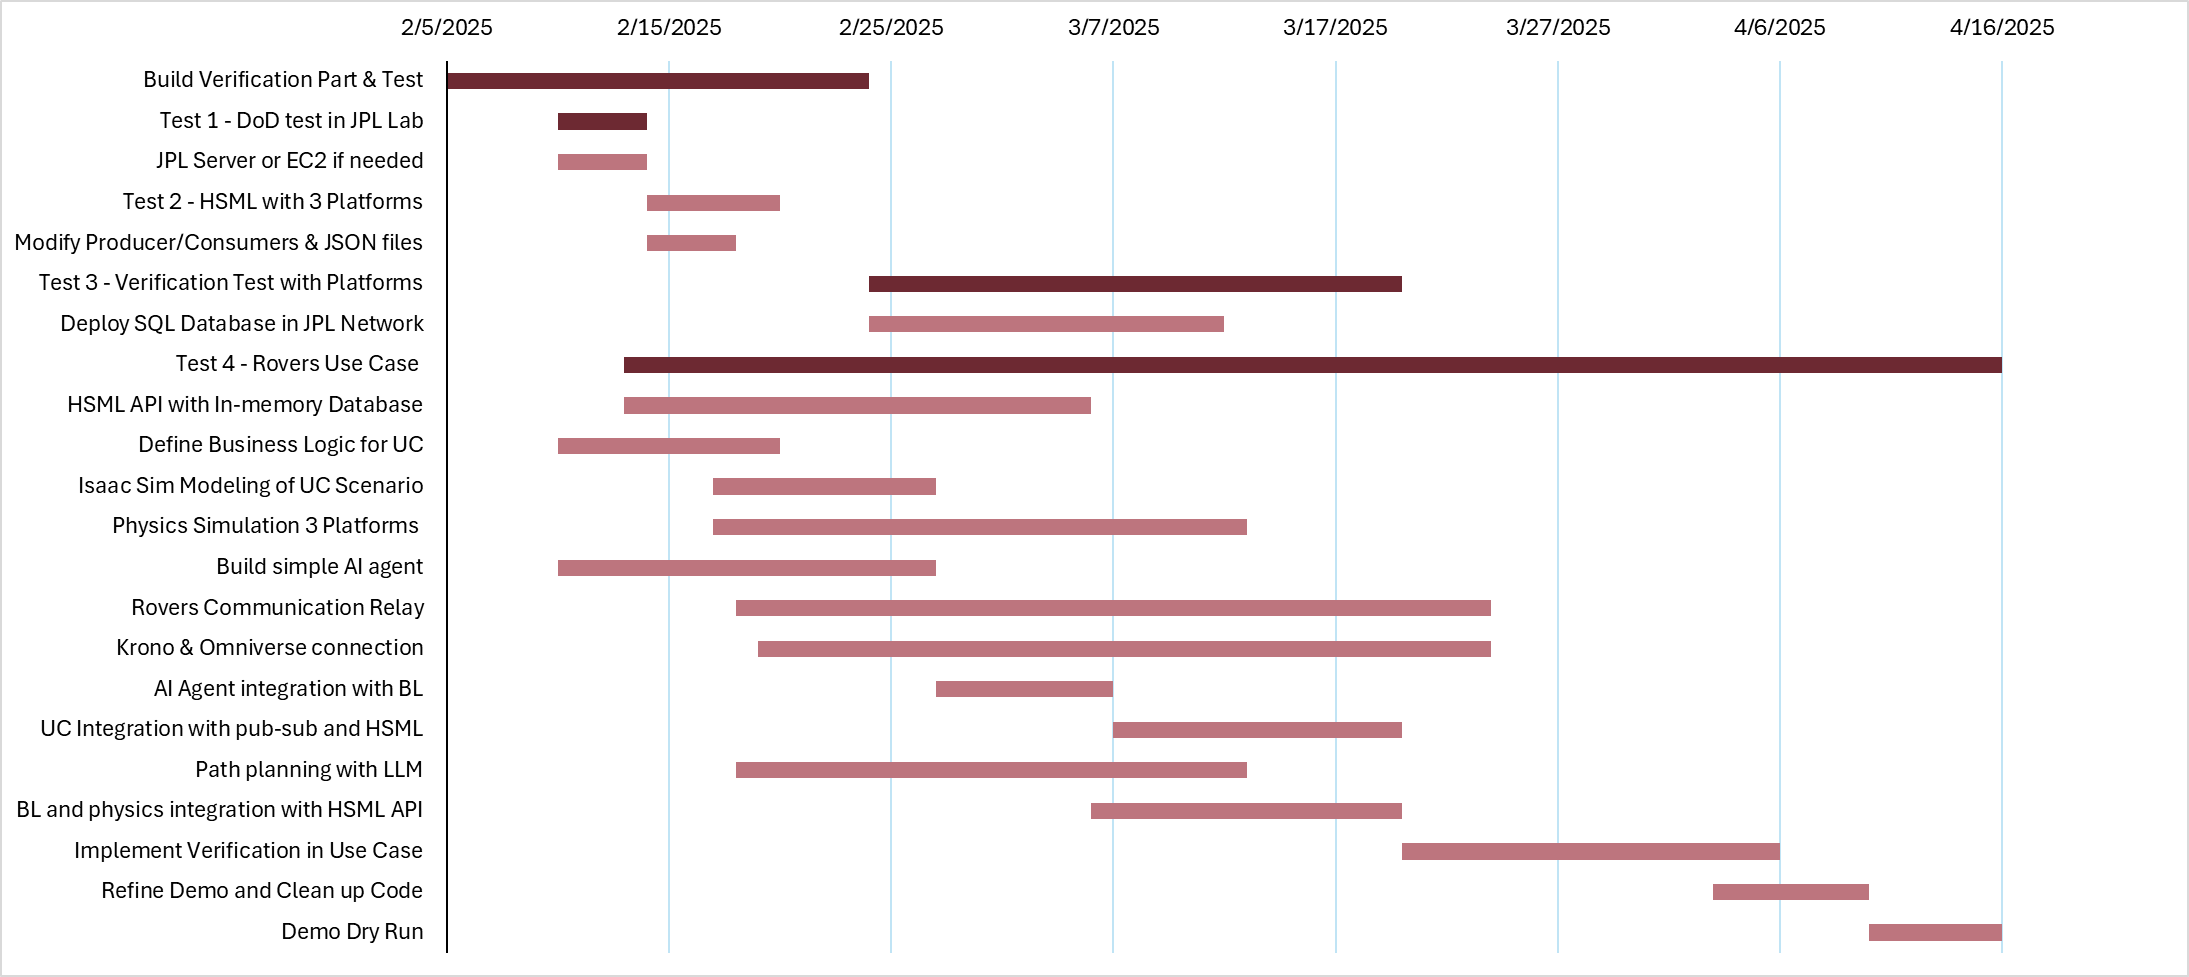 2/5/2025 2/15/2025 2/25/2025 3/7/2025 3/17/2025 3/27/2025 4/6/2025 4/16/2025
Build Verification Part & Test
Test 1 - DoD test in JPL Lab
JPL Server or EC2 if needed
Test 2 - HSML with 3 Platforms
Modify Producer/Consumers & JSON files
Test 3 - Verification Test with Platforms
Deploy SQL Database in JPL Network
Test 4 - Rovers Use Case
HSML API with In-memory Database
Define Business Logic for UC
Isaac Sim Modeling of UC Scenario
Physics Simulation 3 Platforms
Build simple AI agent
Rovers Communication Relay
Krono & Omniverse connection
AI Agent integration with BL
UC Integration with pub-sub and HSML
Path planning with LLM
BL and physics integration with HSML API
Implement Verification in Use Case
Refine Demo and Clean up Code
Demo Dry Run